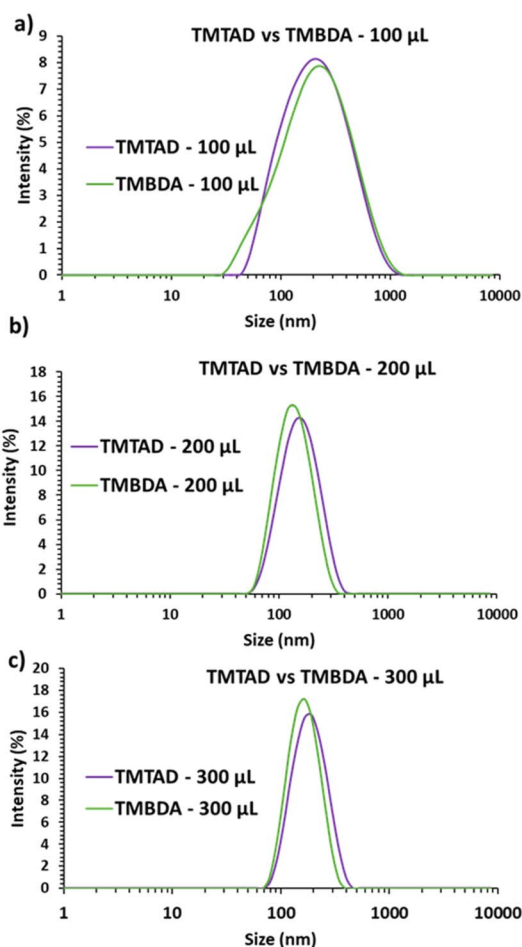 a)
TMTAD vs TMBDA - 100 µL
9
8
7
6
5
4
3
2
1
0
Intensity (%)
TMTAD - 100 µL
TMBDA - 100 µL
1 10 100 1000 10000
Size (nm)
b)
TMTAD vs TMBDA - 200 µL
18
16
14
12
10
8
6
4
2
0
Intensity (%)
TMTAD - 200 µL
TMBDA - 200 µL
1 10 100 1000 10000
Size (nm)
c)
TMTAD vs TMBDA - 300 µL
20
18
16
14
12
10
8
6
4
2
0
Intensity (%)
TMTAD - 300 µL
TMBDA - 300 µL
1 10 100 1000 10000
Size (nm)